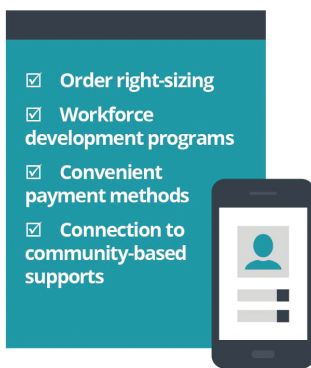 ☑ Order right-sizing
☑ Workforce
development programs
☑ Convenient
payment methods
☑ Connection to
community-based
supports